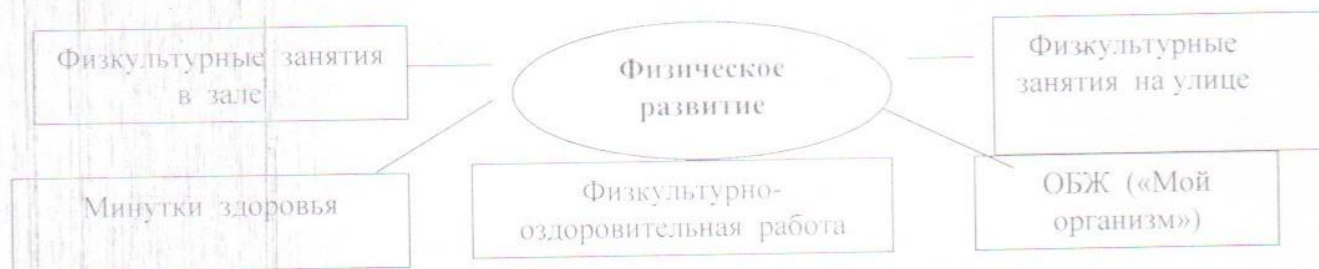 Физкультурные занятия
в зале
Физическое
развитие
Физкультурные
занятия на улице
Минутки здоровья
Физкультурно-
оздоровительная работа
ОБЖ («Мой
организм»)